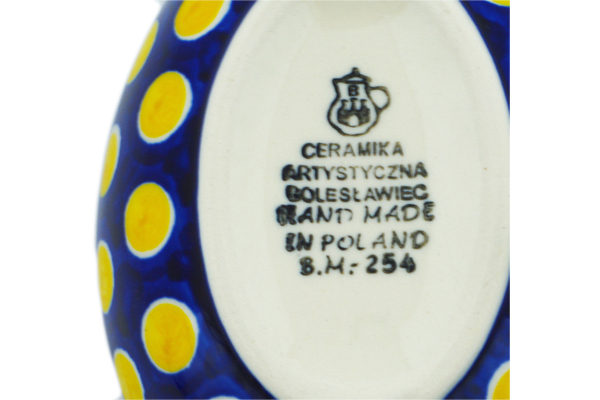 B
CERAMIKA
ARTYSTYCZNA
BOLESŁAWIEC
HAND MADE
IN POLAND
B.M.- 254